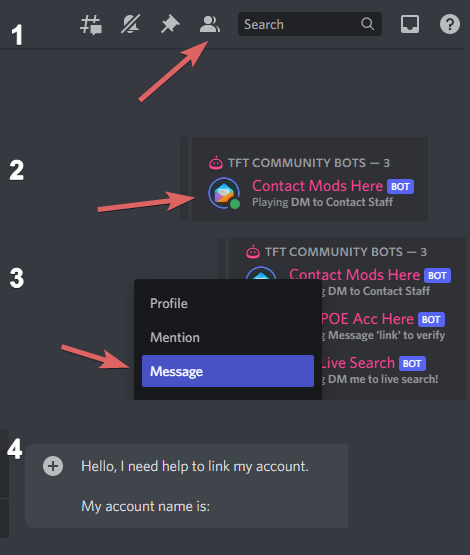 1
Search
2
TFT COMMUNITY BOTS — 3
Contact Mods Here BOT
Playing DM to Contact Staff
3
TFT COMMUNITY BOTS — 3
Contact Mods Here BOT
DM to Contact Staff
Profile
POE Acc Here BOT
Message 'link' to verify
Mention
Live Search BOT
Message
DM me to live search!
4
Hello, I need help to link my account.
My account name is: